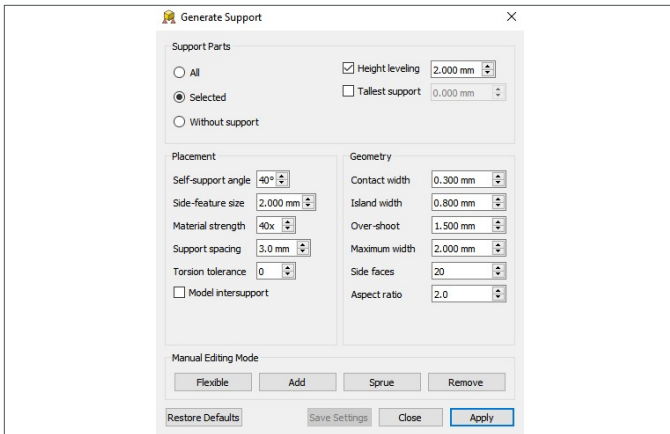 Generate Support
Support Parts
All
Selected
Without support
Height leveling 2.000 mm
Tallest support 0.000 mm
Placement
Self-support angle 40°
Side-feature size 2.000 mm
Material strength 40x
Support spacing 3.0 mm
Torsion tolerance 0
Model intersupport
Geometry
Contact width 0.300 mm
Island width 0.800 mm
Over-shoot 1.500 mm
Maximum width 2.000 mm
Side faces 20
Aspect ratio 2.0
Manual Editing Mode
Flexible Add Sprue Remove
Restore Defaults Save Settings Close Apply